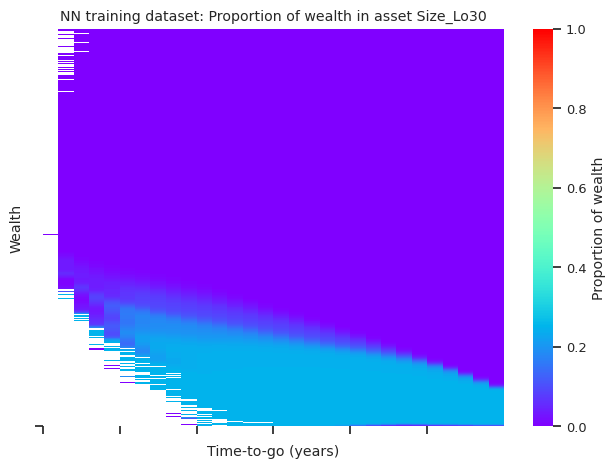 NN training dataset: Proportion of wealth in asset Size_Lo30
Wealth
Time-to-go (years)
1.0
0.8
0.6
0.4
0.2
0.0
Proportion of wealth